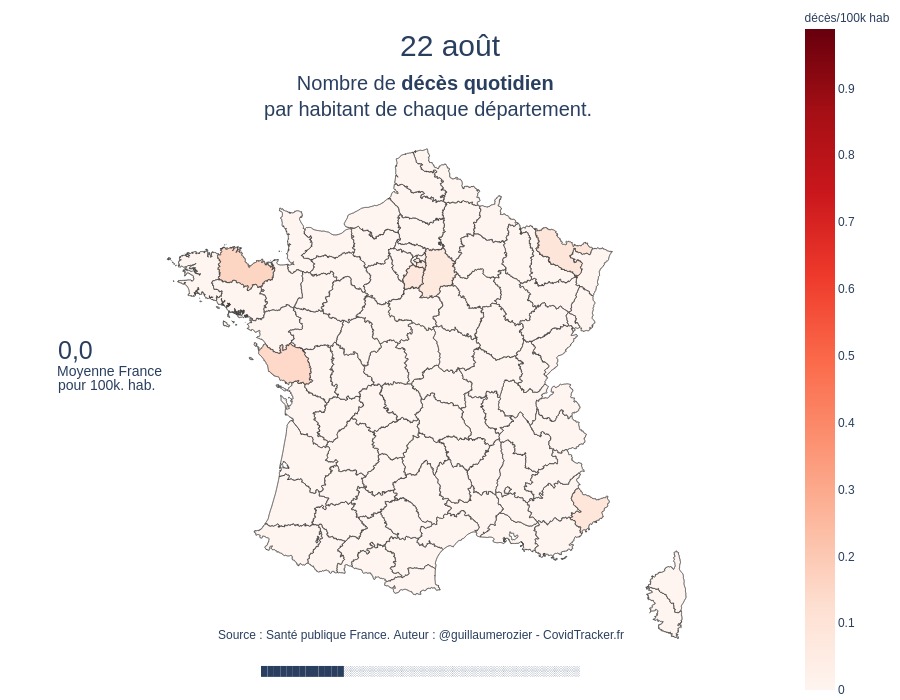 décès/100k hab
22 août
Nombre de décès quotidien
par habitant de chaque département.
0.9
0.8
0.7
0.6
0.5
0.4
0.3
0.2
0.1
0
0,0
Moyenne France
pour 100k. hab.
Source : Santé publique France. Auteur : @guillaumerozier - CovidTracker.fr